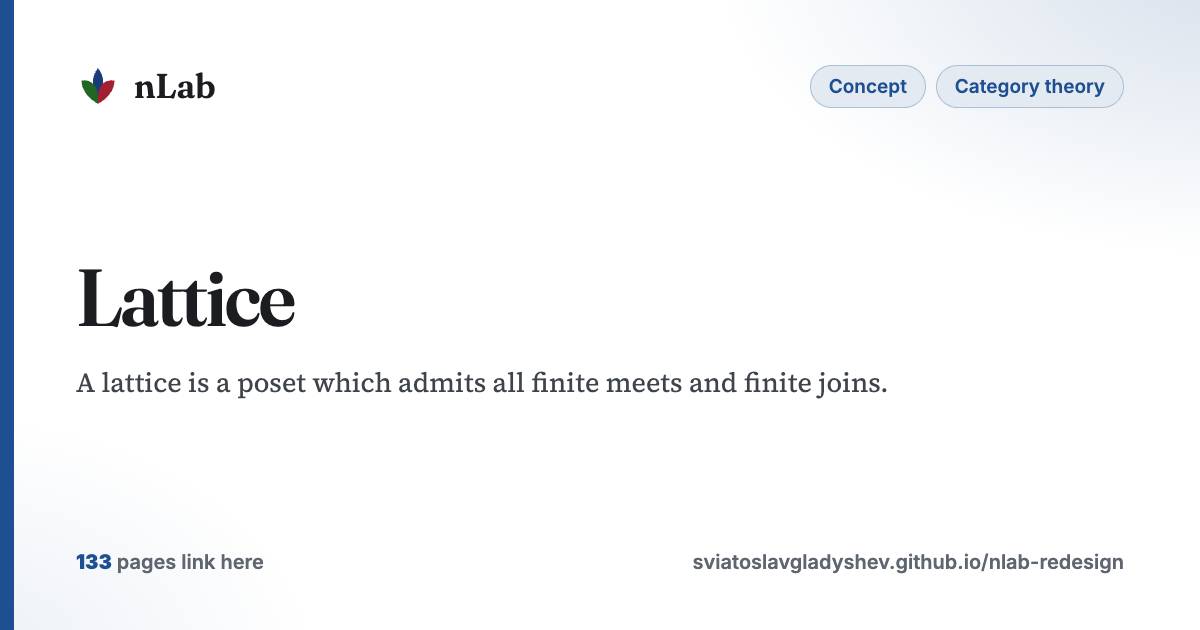 nLab
Concept
Category theory
Lattice
A lattice is a poset which admits all finite meets and finite joins.
133 pages link here
sviatoslavgladyshev.github.io/nlab-redesign